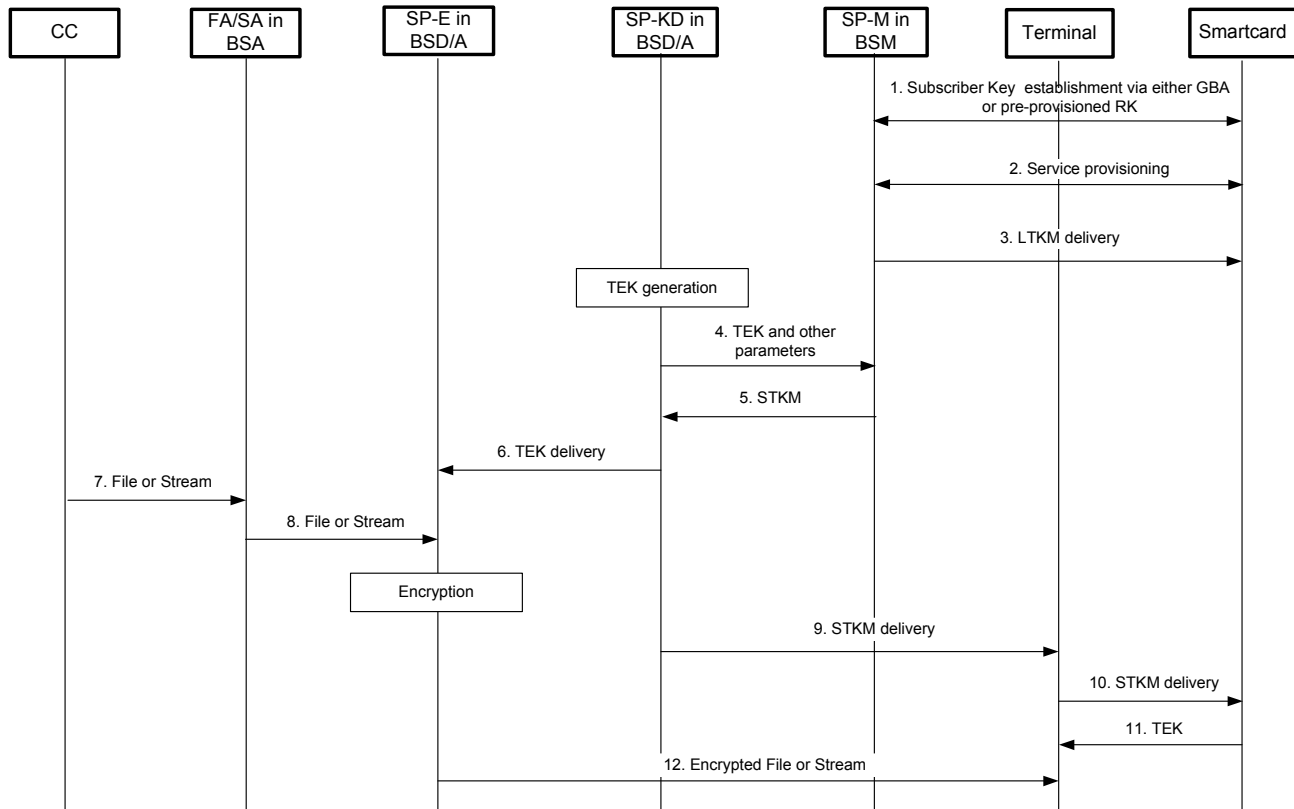 CC
FA/SA in
BSA
SP-E in
BSD/A
SP-KD in
BSD/A
SP-M in
BSM
Terminal
Smartcard
1. Subscriber Key establishment via either GBA
or pre-provisioned RK
2. Service provisioning
3. LTKM delivery
TEK generation
4. TEK and other
parameters
5. STKM
6. TEK delivery
7. File or Stream
8. File or Stream
Encryption
9. STKM delivery
10. STKM delivery
11. TEK
12. Encrypted File or Stream